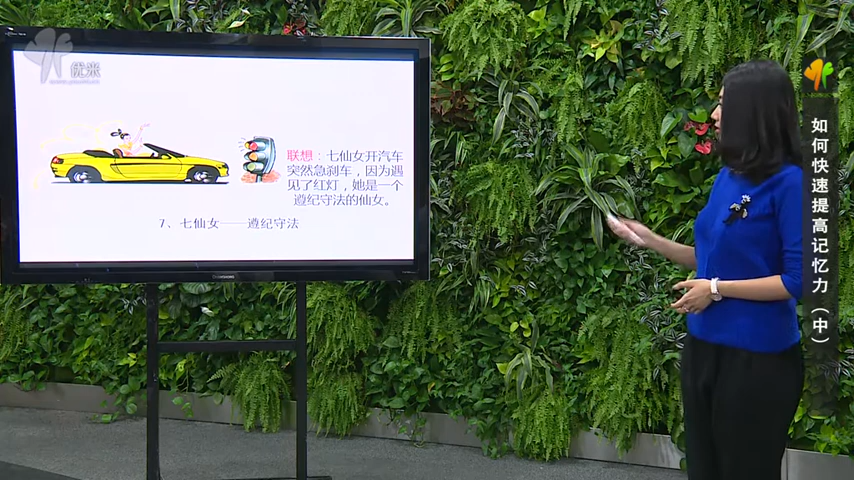 优米
联想：七仙女开汽车
突然急刹车，因为遇
见了红灯，她是一个
遵纪守法的仙女。
7、七仙女——遵纪守法
如何快速提高记忆力（中）